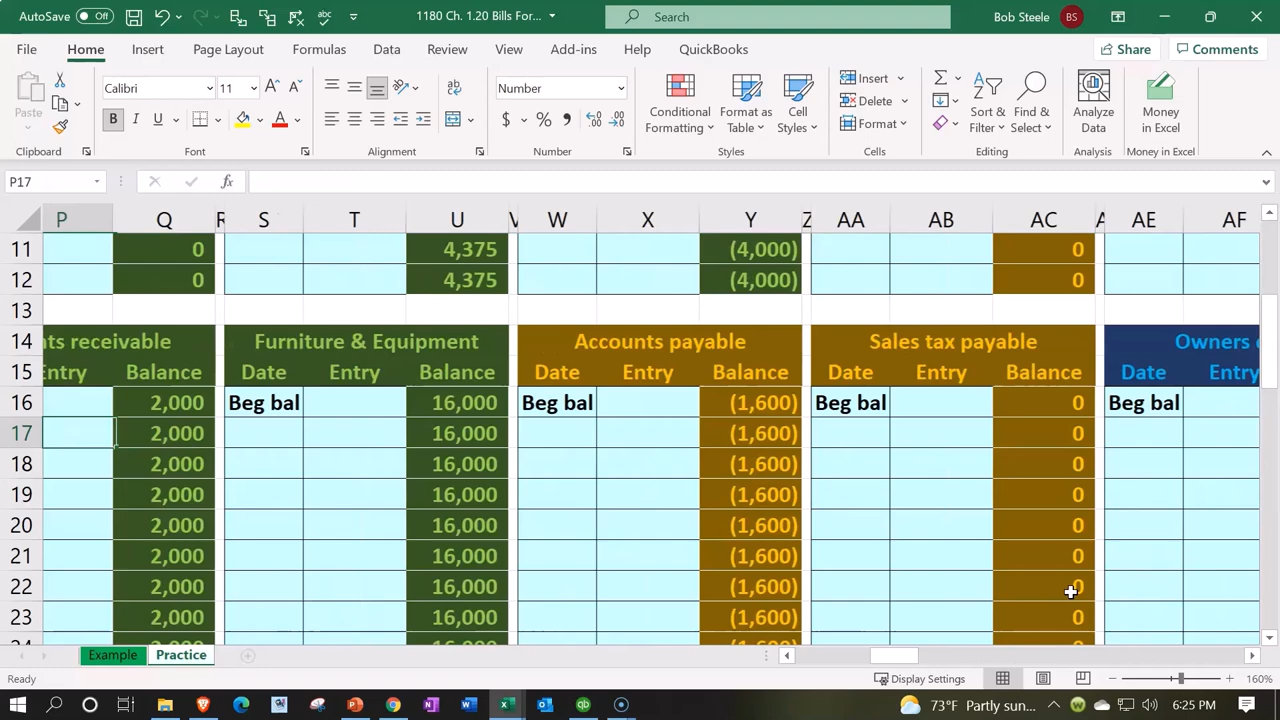 AutoSave Off 1180 Ch. 1.20 Bills For... Search Bob Steele BS
File Home Insert Page Layout Formulas Data Review View Add-ins Help QuickBooks Share Comments
Paste Calibri 11 Number Conditional Formatting Format as Table Cell Styles Insert Delete Format Sort & Filter Find & Select Analyze Data Money in Excel
Clipboard Font Alignment Number Styles Cells Editing Analysis Money in Excel
P17 fx
P Q R S T U V W X Y Z AA AB AC A AE AF
11 0 4,375 (4,000) 0
12 0 4,375 (4,000) 0
13
14 nts receivable Furniture & Equipment Accounts payable Sales tax payable Owners
15 Entry Balance Date Entry Balance Date Entry Balance Date Entry Balance Date Entry
16 2,000 Beg bal 16,000 Beg bal (1,600) Beg bal 0 Beg bal
17 2,000 16,000 (1,600) 0
18 2,000 16,000 (1,600) 0
19 2,000 16,000 (1,600) 0
20 2,000 16,000 (1,600) 0
21 2,000 16,000 (1,600) 0
22 2,000 16,000 (1,600) 0
23 2,000 16,000 (1,600) 0
Example Practice
Ready Display Settings 160%
73°F Partly sun... 6:25 PM